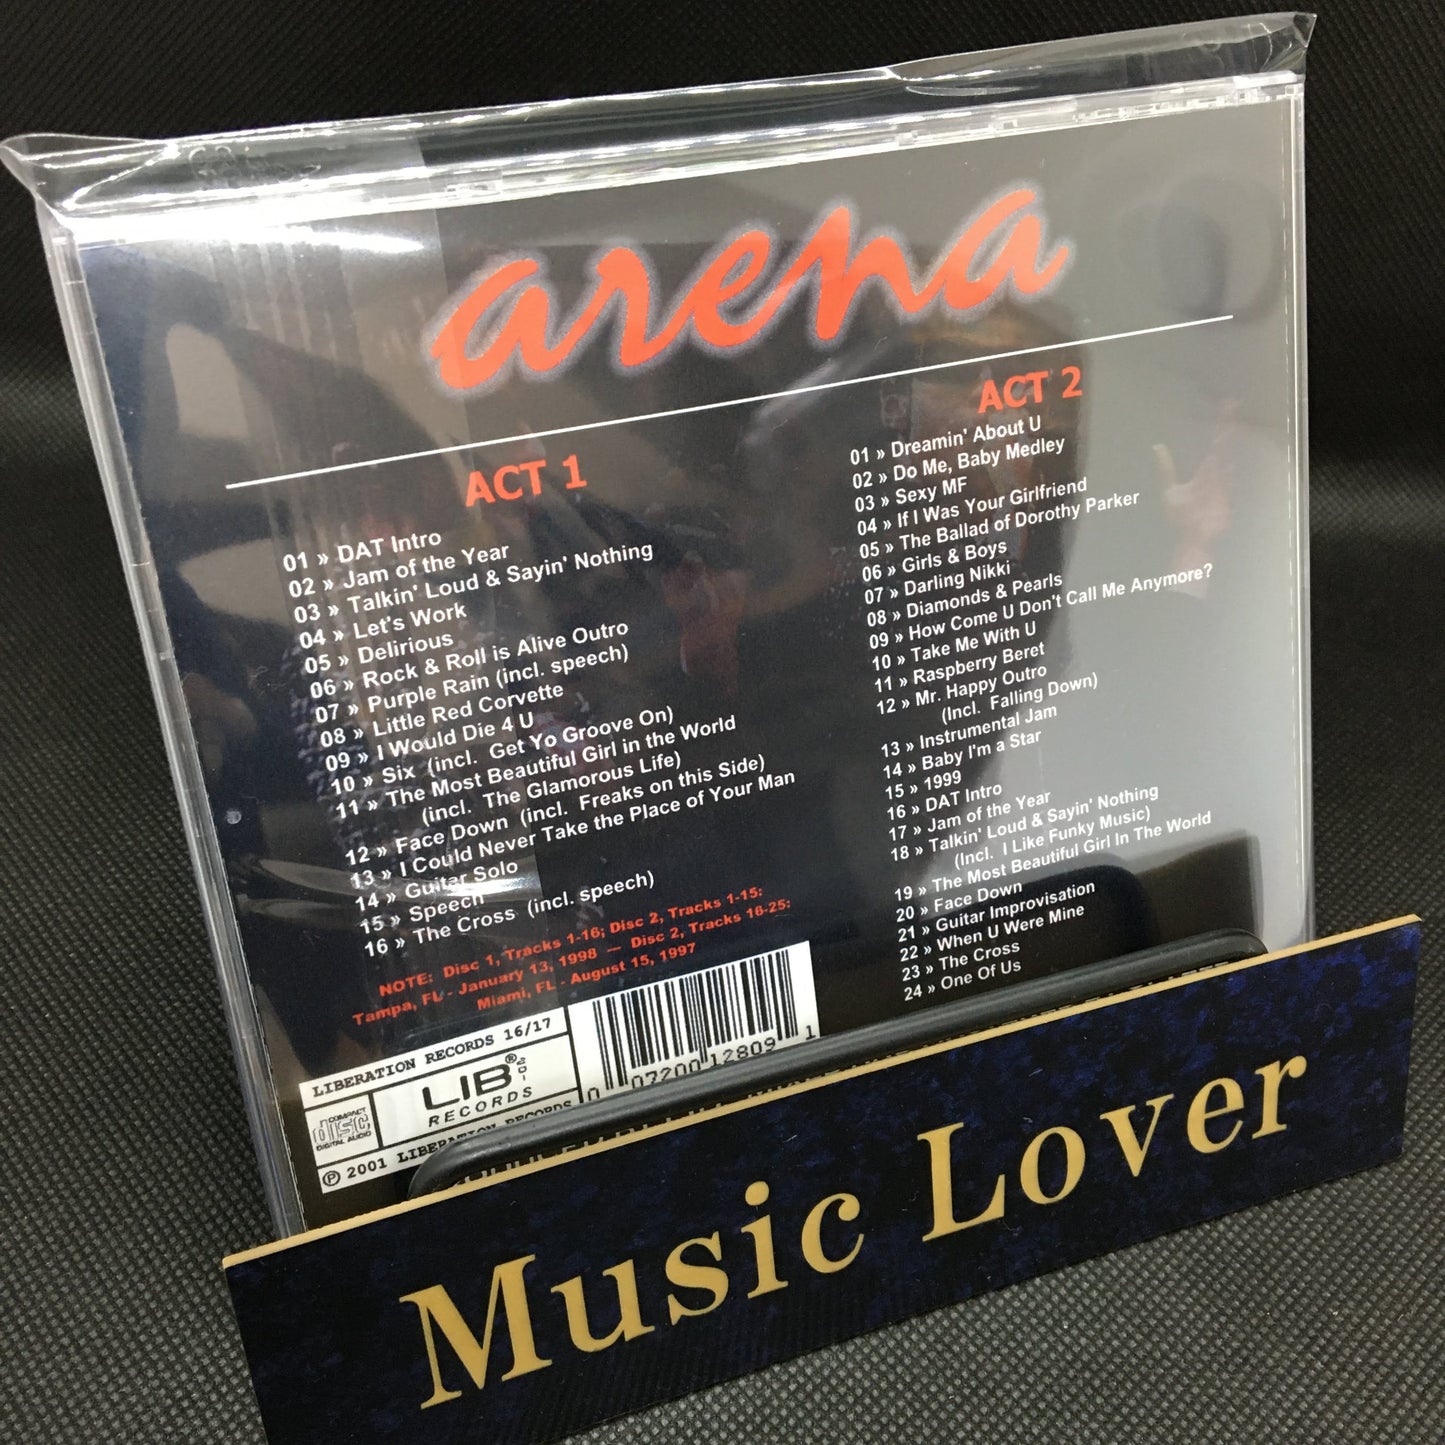 arena
ACT 1
01 » DAT Intro
02 » Jam of the Year
03 » Talkin' Loud & Sayin' Nothing
04 » Let's Work
05 » Delirious
06 » Rock & Roll is Alive Outro
07 » Purple Rain (incl. speech)
08 » Little Red Corvette
09 » I Would Die 4 U
10 » Six (incl. Get Yo Groove On)
11 » The Most Beautiful Girl in the World
(incl. The Glamorous Life)
12 » Face Down (incl. Freaks on this Side)
13 » I Could Never Take the Place of Your Man
14 » Guitar Solo
15 » Speech
16 » The Cross (incl. speech)
NOTE: Disc 1, Tracks 1-16; Disc 2, Tracks 1-15:
Tampa, FL - January 13, 1998 — Disc 2, Tracks 16-25:
Miami, FL - August 15, 1997
ACT 2
01 » Dreamin' About U
02 » Do Me, Baby Medley
03 » Sexy MF
04 » If I Was Your Girlfriend
05 » The Ballad of Dorothy Parker
06 » Girls & Boys
07 » Darling Nikki
08 » Diamonds & Pearls
09 » How Come U Don't Call Me Anymore?
10 » Take Me With U
11 » Raspberry Beret
12 » Mr. Happy Outro
(Incl. Falling Down)
13 » Instrumental Jam
14 » Baby I'm a Star
15 » 1999
16 » DAT Intro
17 » Jam of the Year
18 » Talkin' Loud & Sayin' Nothing
(Incl. I Like Funky Music)
19 » The Most Beautiful Girl In The World
20 » Face Down
21 » Guitar Improvisation
22 » When U Were Mine
23 » The Cross
24 » One Of Us
LIBERATION RECORDS 16/17
COMPACT
disc
DIGITAL AUDIO
LIB®
RECORDS
LIBERATION RECORDS
℗ 2001
0 07200 12809 1
Music Lover